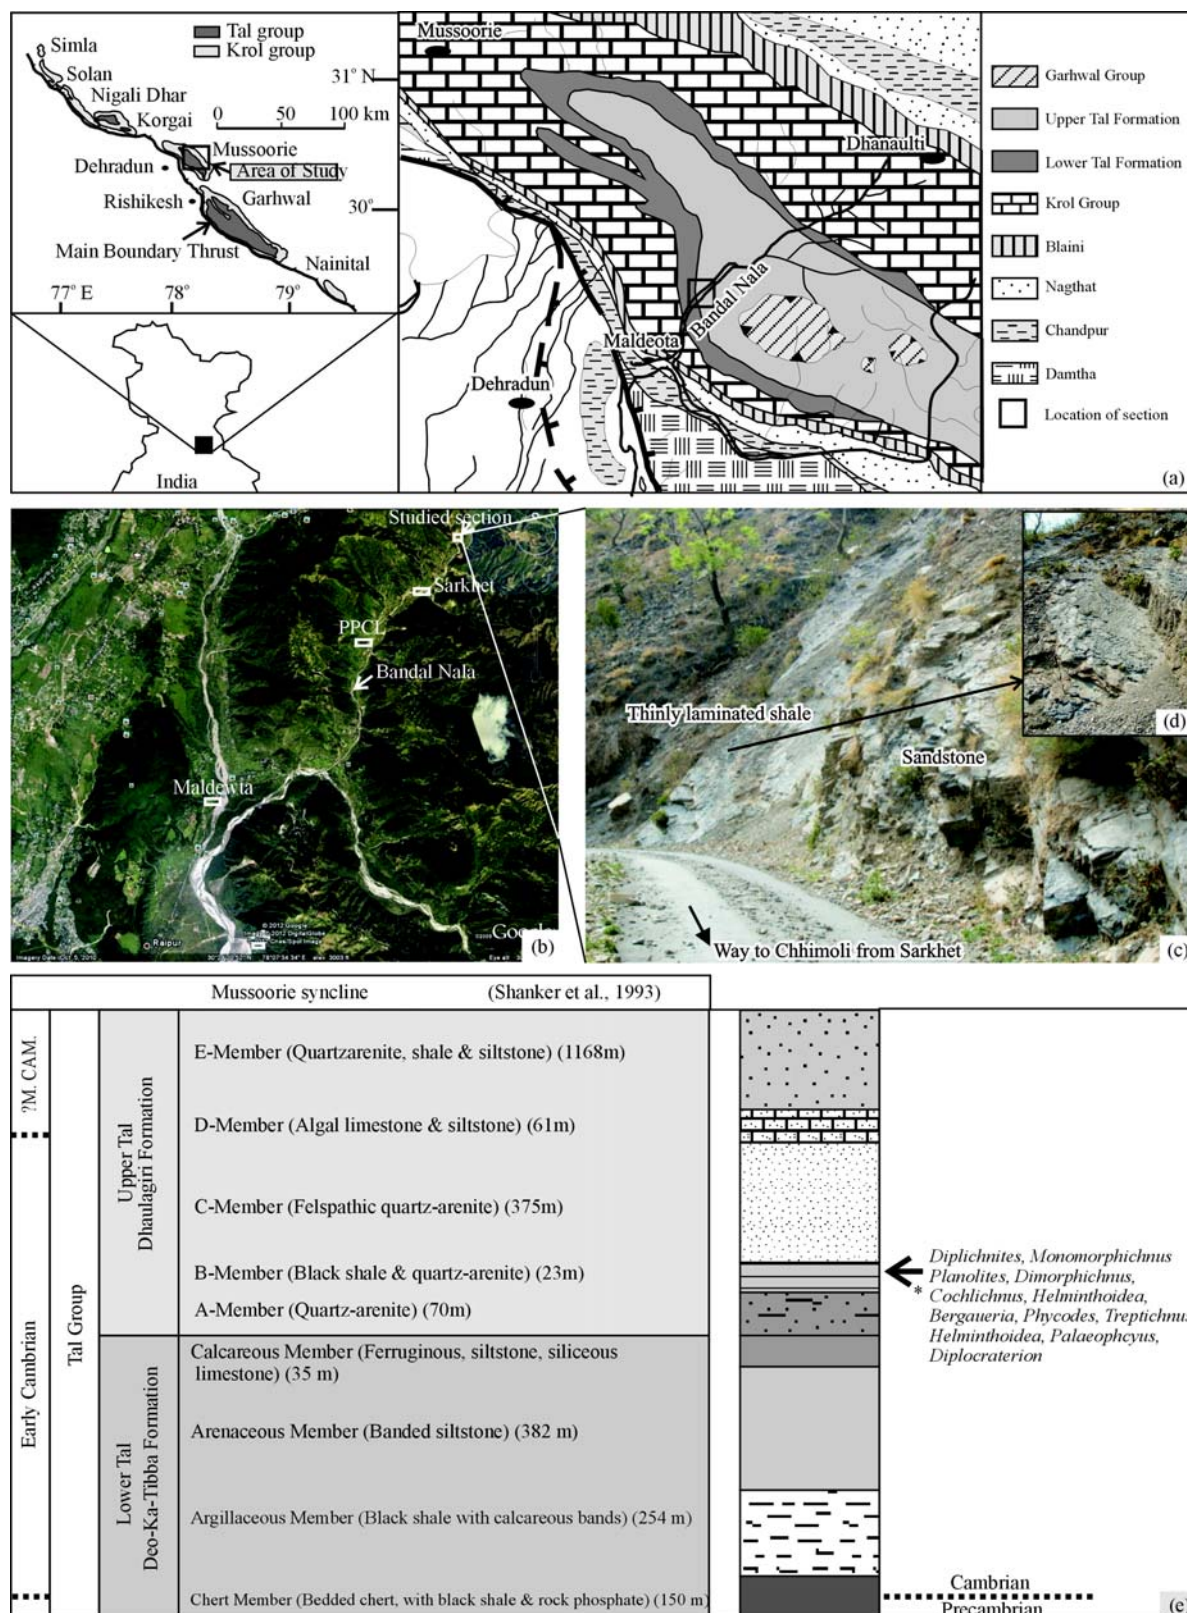 Tal group
Krol group
Simla
Solan
Nigali Dhar
Korgai
0 50 100 km
31° N
Mussoorie
Dehradun
Area of Study
Rishikesh
Garhwal
30°
Main Boundary Thrust
Nainital
77° E 78° 79°
India
Mussoorie
Dhanaulti
Bandal Nala
Maldeota
Dehradun
Garhwal Group
Upper Tal Formation
Lower Tal Formation
Krol Group
Blaini
Nagthat
Chandpur
Damtha
Location of section
(a)
Studied section
Sarkhet
PPCL
Bandal Nala
Maldewta
Raipur
© 2012 Google
Google
(b)
Thinly laminated shale
Sandstone
Way to Chhimoli from Sarkhet
(c)
(d)
Mussoorie syncline (Shanker et al., 1993)
?M. CAM.
Early Cambrian
Tal Group
Upper Tal
Dhaulagiri Formation
E-Member (Quartzarenite, shale & siltstone) (1168m)
D-Member (Algal limestone & siltstone) (61m)
C-Member (Felspathic quartz-arenite) (375m)
B-Member (Black shale & quartz-arenite) (23m)
A-Member (Quartz-arenite) (70m)
Lower Tal
Deo-Ka-Tibba Formation
Calcareous Member (Ferruginous, siltstone, siliceous
limestone) (35 m)
Arenaceous Member (Banded siltstone) (382 m)
Argillaceous Member (Black shale with calcareous bands) (254 m)
Chert Member (Bedded chert, with black shale & rock phosphate) (150 m)
Diplichnites, Monomorphichnus
Planolites, Dimorphichnus,
* Cochlichnus, Helminthoidea,
Bergaueria, Phycodes, Treptichnus
Helminthoidea, Palaeophcyus,
Diplocraterion
Cambrian
Precambrian
(e)